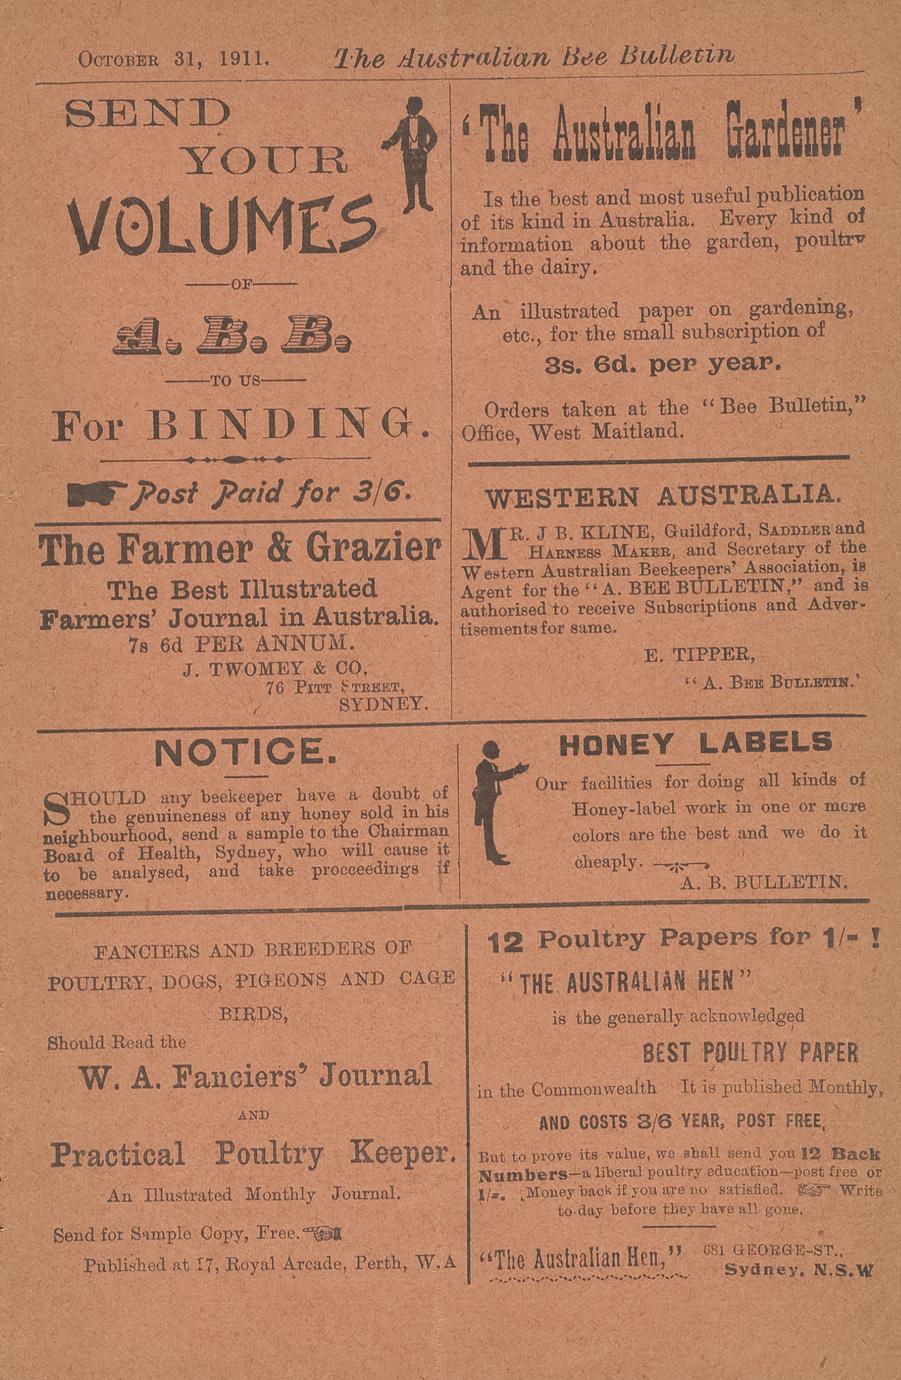 OCTOBER 31, 1911. The Australian Bee Bulletin
SEND
YOUR
VOLUMES
OF
A. B. B.
TO US
For BINDING.
Post Paid for 3/6.
The Farmer & Grazier
The Best Illustrated
Farmers' Journal in Australia.
7s 6d PER ANNUM.
J. TWOMEY & CO,
76 PITT STREET,
SYDNEY.
'The Australian Gardener'
Is the best and most useful publication
of its kind in Australia. Every kind of
information about the garden, poultry
and the dairy.
An illustrated paper on gardening,
etc., for the small subscription of
3s. 6d. per year.
Orders taken at the "Bee Bulletin,"
Office, West Maitland.
WESTERN AUSTRALIA.
MR. J B. KLINE, Guildford, SADDLER and
HARNESS MAKER, and Secretary of the
Western Australian Beekeepers' Association, is
Agent for the "A. BEE BULLETIN," and is
authorised to receive Subscriptions and Adver-
tisements for same.
E. TIPPER,
"A. BEE BULLETIN.'
NOTICE.
SHOULD any beekeeper have a doubt of
the genuineness of any honey sold in his
neighbourhood, send a sample to the Chairman
Board of Health, Sydney, who will cause it
to be analysed, and take procceedings if
necessary.
HONEY LABELS
Our facilities for doing all kinds of
Honey-label work in one or more
colors are the best and we do it
cheaply.
A. B. BULLETIN.
FANCIERS AND BREEDERS OF
POULTRY, DOGS, PIGEONS AND CAGE
BIRDS,
Should Read the
W. A. Fanciers' Journal
AND
Practical Poultry Keeper.
An Illustrated Monthly Journal.
Send for Sample Copy, Free.
Published at 17, Royal Arcade, Perth, W.A
12 Poultry Papers for 1/- !
"THE AUSTRALIAN HEN"
is the generally acknowledged
BEST POULTRY PAPER
in the Commonwealth It is published Monthly,
AND COSTS 3/6 YEAR, POST FREE,
But to prove its value, we shall send you 12 Back
Numbers—a liberal poultry education—post free or
1/-. Money back if you are no satisfied. Write
to-day before they have all gone.
"The Australian Hen," 681 GEORGE-ST.,
Sydney, N.S.W